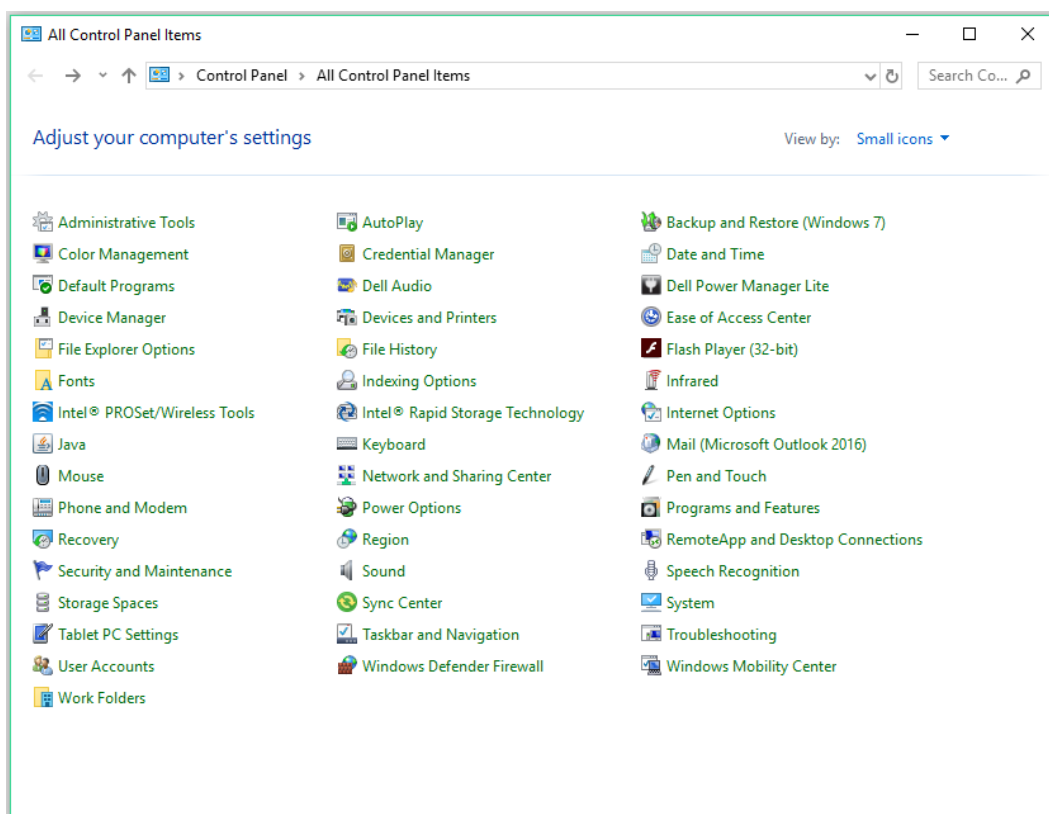 All Control Panel Items
Control Panel > All Control Panel Items Search Co...
Adjust your computer's settings View by: Small icons
Administrative Tools AutoPlay Backup and Restore (Windows 7)
Color Management Credential Manager Date and Time
Default Programs Dell Audio Dell Power Manager Lite
Device Manager Devices and Printers Ease of Access Center
File Explorer Options File History Flash Player (32-bit)
Fonts Indexing Options Infrared
Intel® PROSet/Wireless Tools Intel® Rapid Storage Technology Internet Options
Java Keyboard Mail (Microsoft Outlook 2016)
Mouse Network and Sharing Center Pen and Touch
Phone and Modem Power Options Programs and Features
Recovery Region RemoteApp and Desktop Connections
Security and Maintenance Sound Speech Recognition
Storage Spaces Sync Center System
Tablet PC Settings Taskbar and Navigation Troubleshooting
User Accounts Windows Defender Firewall Windows Mobility Center
Work Folders